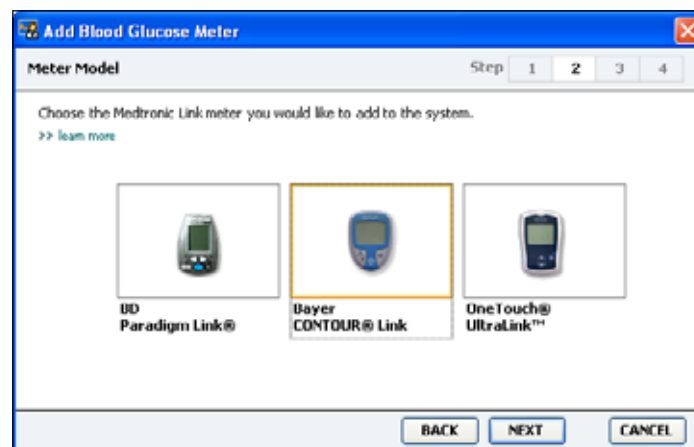 Add Blood Glucose Meter
Meter Model
Step 1 2 3 4
Choose the Medtronic Link meter you would like to add to the system.
>> learn more
BD
Paradigm Link®
Bayer
CONTOUR® Link
OneTouch®
UltraLink™
BACK NEXT CANCEL